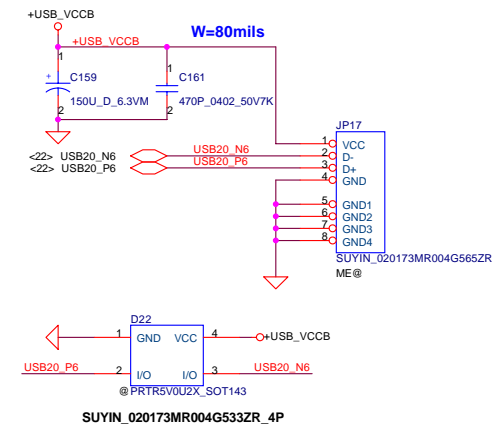 +USB_VCCB
W=80mils
+USB_VCCB
1
1
C159
C161
150U_D_6.3VM
470P_0402_50V7K
2
2
JP17
1 VCC
<22> USB20_N6 USB20_N6 2 D-
<22> USB20_P6 USB20_P6 3 D+
4 GND
5 GND1
6 GND2
7 GND3
8 GND4
SUYIN_020173MR004G565ZR
ME@
D22
1 GND VCC 4 +USB_VCCB
USB20_P6 2 I/O I/O 3 USB20_N6
@PRTR5V0U2X_SOT143
SUYIN_020173MR004G533ZR_4P